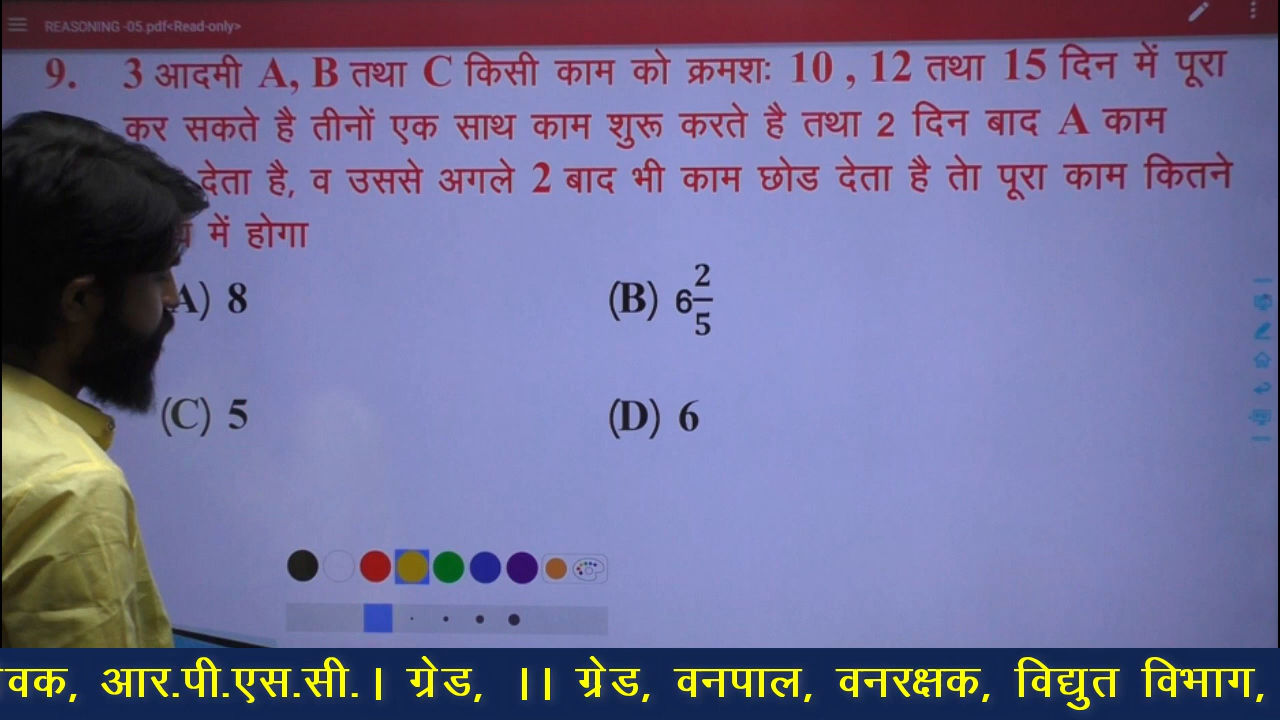 REASONING -05.pdf<Read-only>
9. 3 आदमी A, B तथा C किसी काम को क्रमशः 10 , 12 तथा 15 दिन में पूरा
कर सकते है तीनों एक साथ काम शुरू करते है तथा 2 दिन बाद A काम
देता है, व उससे अगले 2 बाद भी काम छोड देता है तेा पूरा काम कितने
में होगा
A) 8
(B) 6 2/5
(C) 5
(D) 6
वक, आर.पी.एस.सी. | ग्रेड, || ग्रेड, वनपाल, वनरक्षक, विद्युत विभाग,